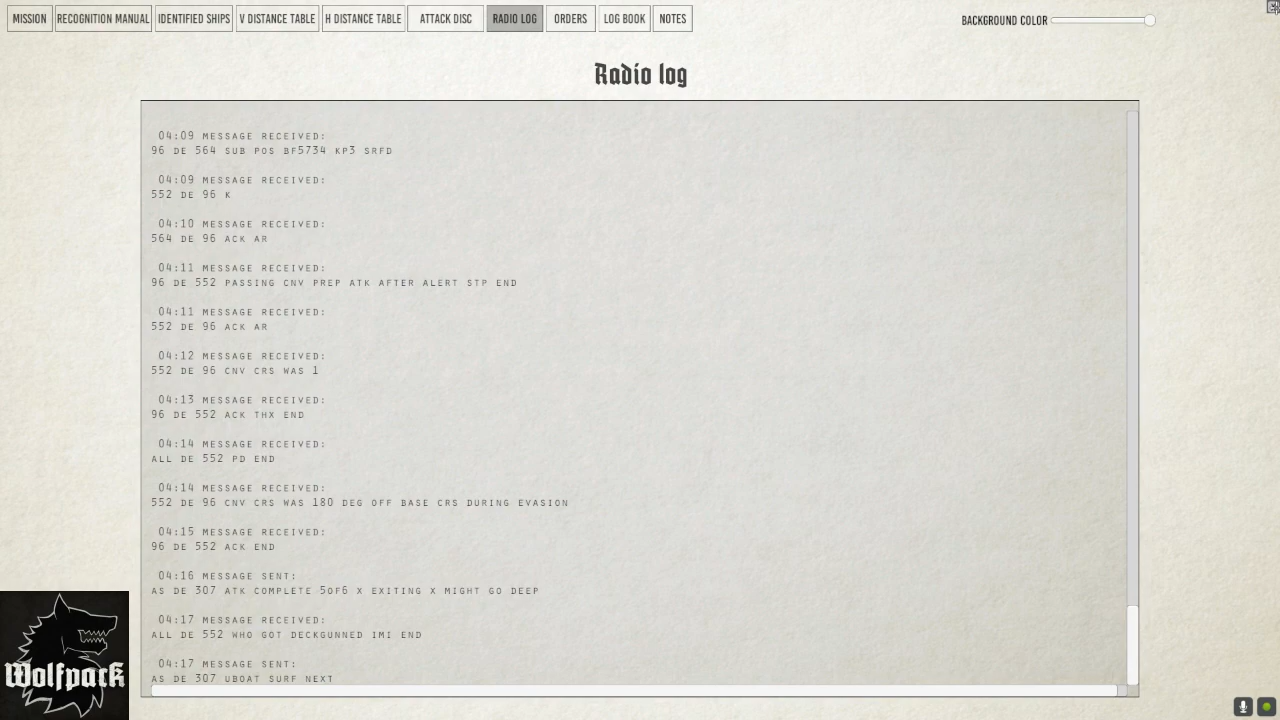 MISSION RECOGNITION MANUAL IDENTIFIED SHIPS V DISTANCE TABLE H DISTANCE TABLE ATTACK DISC RADIO LOG ORDERS LOG BOOK NOTES BACKGROUND COLOR
Radio log
04:09 MESSAGE RECEIVED:
96 DE 564 SUB POS BF5734 KP3 SRFD
04:09 MESSAGE RECEIVED:
552 DE 96 K
04:10 MESSAGE RECEIVED:
564 DE 96 ACK AR
04:11 MESSAGE RECEIVED:
96 DE 552 PASSING CNV PREP ATK AFTER ALERT STP END
04:11 MESSAGE RECEIVED:
552 DE 96 ACK AR
04:12 MESSAGE RECEIVED:
552 DE 96 CNV CRS WAS 1
04:13 MESSAGE RECEIVED:
96 DE 552 ACK THX END
04:14 MESSAGE RECEIVED:
ALL DE 552 PD END
04:14 MESSAGE RECEIVED:
552 DE 96 CNV CRS WAS 180 DEG OFF BASE CRS DURING EVASION
04:15 MESSAGE RECEIVED:
96 DE 552 ACK END
04:16 MESSAGE SENT:
AS DE 307 ATK COMPLETE 5OF6 X EXITING X MIGHT GO DEEP
04:17 MESSAGE RECEIVED:
ALL DE 552 WHO GOT DECKGUNNED IMI END
04:17 MESSAGE SENT:
AS DE 307 UBOAT SURF NEXT
Wolfpack